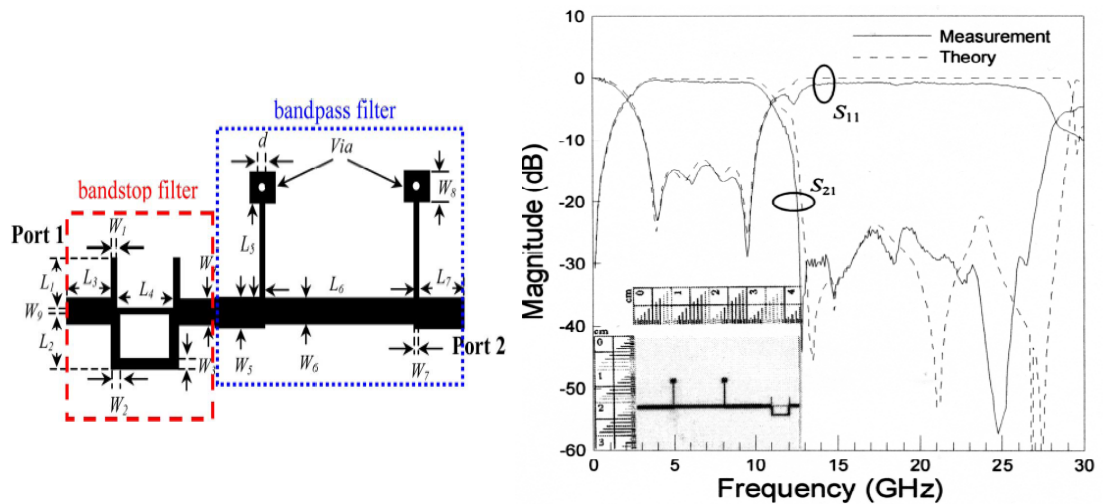 bandpass filter
d
Via
W8
bandstop filter
Port 1
W1
L5
L1
L3
L4
W
L6
L7
W9
L2
W5
W6
W7
Port 2
W2
10
0
-10
-20
-30
-40
-50
-60
Magnitude (dB)
Measurement
Theory
S11
S21
cm
0
1
2
3
4
cm
0
1
2
3
0
5
10
15
20
25
30
Frequency (GHz)